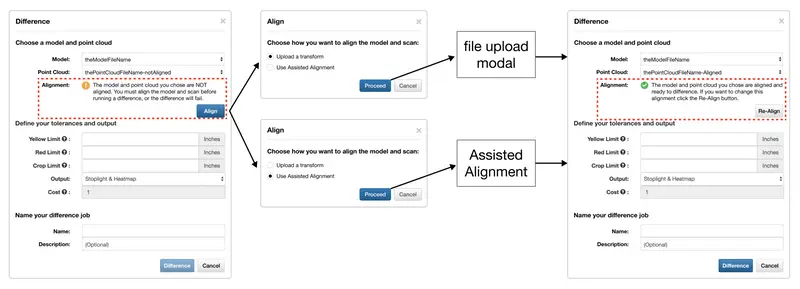 Difference ×
Choose a model and point cloud
Model: theModelFileName
Point Cloud: thePointCloudFileName-notAligned
Alignment: ! The model and point cloud you chose are NOT
aligned. You must align the model and scan before
running a difference, or the difference will fail.
Align
Define your tolerances and output
Yellow Limit ? : Inches
Red Limit ? : Inches
Crop Limit ? : Inches
Output: Stoplight & Heatmap
Cost ? : 1
Name your difference job
Name:
Description: (Optional)
Difference Cancel
Align ×
Choose how you want to align the model and scan:
Upload a transform
Use Assisted Alignment
Proceed Cancel
Align ×
Choose how you want to align the model and scan:
Upload a transform
Use Assisted Alignment
Proceed Cancel
file upload
modal
Assisted
Alignment
Difference ×
Choose a model and point cloud
Model: theModelFileName
Point Cloud: thePointCloudFileName-Aligned
Alignment: The model and point cloud you chose are aligned and
ready to difference. If you want to change this
alignment click the Re-Align button.
Re-Align
Define your tolerances and output
Yellow Limit ? : Inches
Red Limit ? : Inches
Crop Limit ? : Inches
Output: Stoplight & Heatmap
Cost ? : 1
Name your difference job
Name:
Description: (Optional)
Difference Cancel